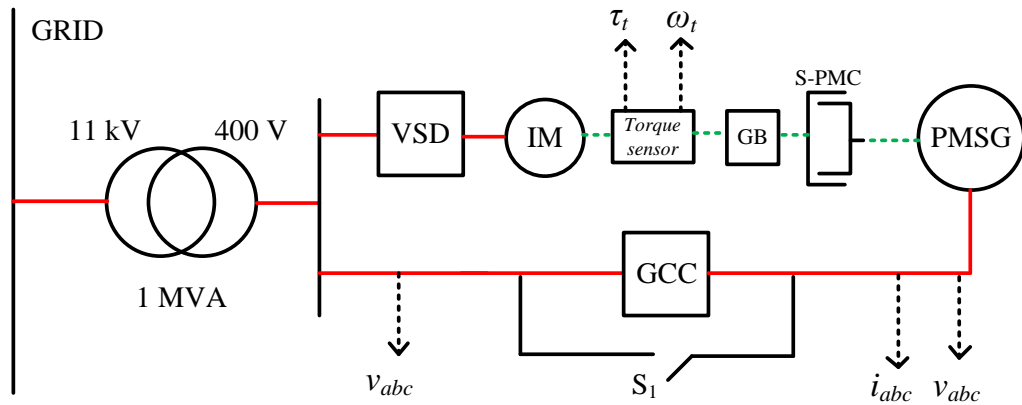 GRID
τt
ωt
11 kV
400 V
VSD
IM
Torque
sensor
GB
S-PMC
PMSG
1 MVA
GCC
vabc
S1
iabc
vabc